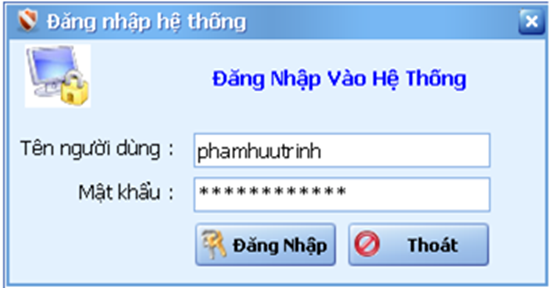 Đăng nhập hệ thống
Đăng Nhập Vào Hệ Thống
Tên người dùng : phamhuutrinh
Mật khẩu : ************
Đăng Nhập Thoát